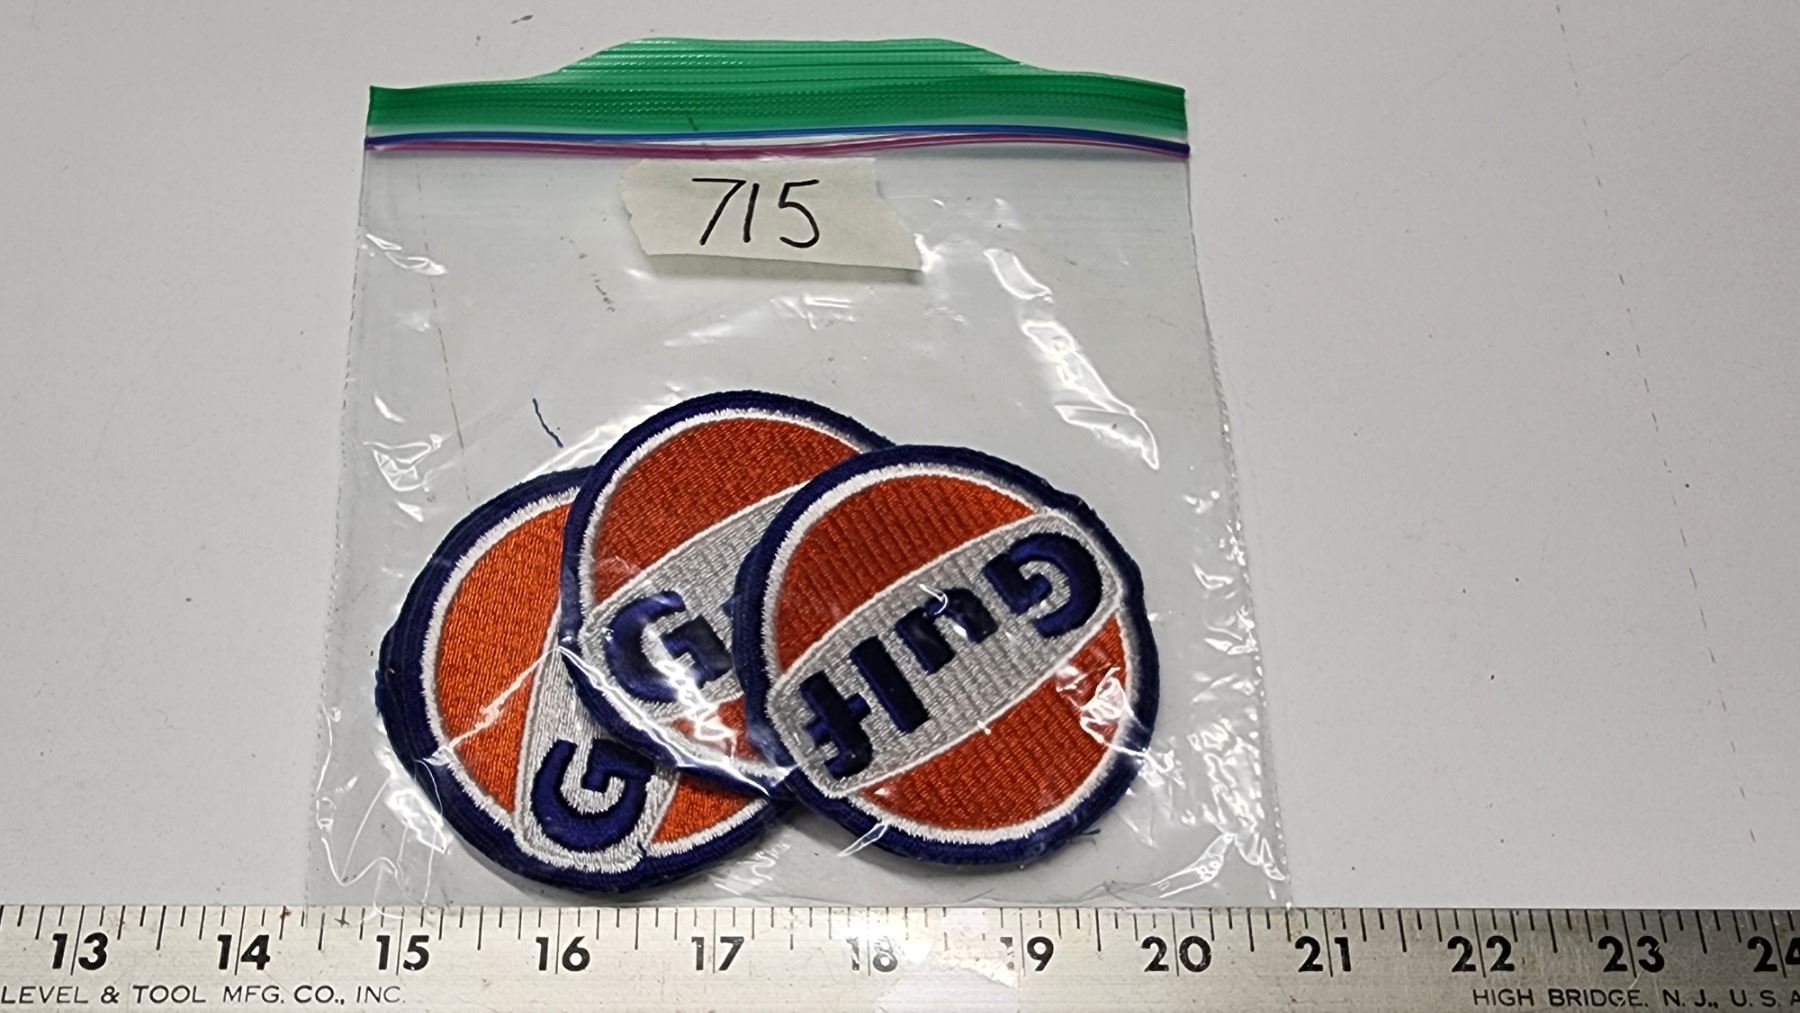 715
G
G
Gulf
13 14 15 16 17 18 19 20 21 22 23 24
LEVEL & TOOL MFG. CO., INC.
HIGH BRIDGE, N. J., U. S. A